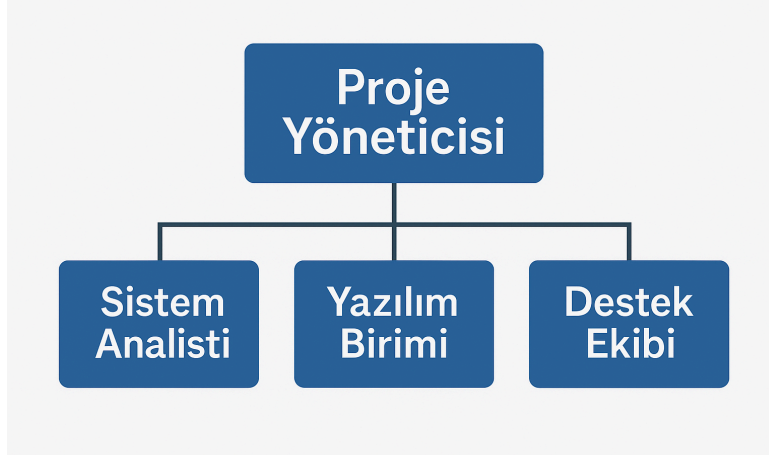 Proje
Yöneticisi
Sistem
Analisti
Yazılım
Birimi
Destek
Ekibi